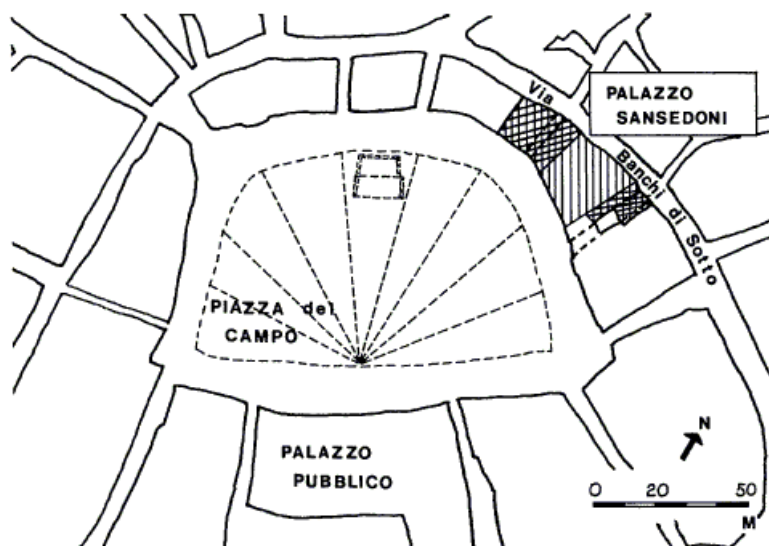 PALAZZO
SANSEDONI
Via Banchi di Sotto
PIAZZA del
CAMPO
PALAZZO
PUBBLICO
N
0 20 50
M